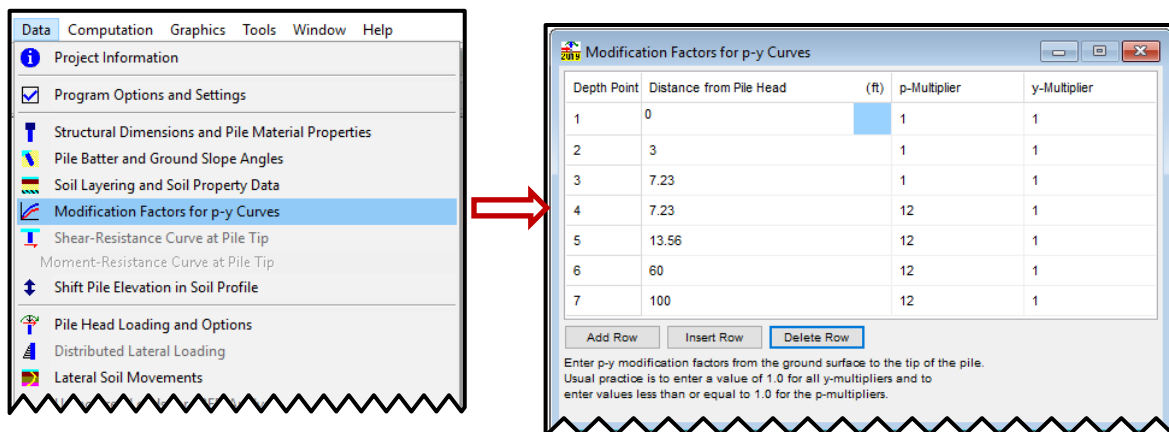 Data Computation Graphics Tools Window Help
Project Information
Program Options and Settings
Structural Dimensions and Pile Material Properties
Pile Batter and Ground Slope Angles
Soil Layering and Soil Property Data
Modification Factors for p-y Curves
Shear-Resistance Curve at Pile Tip
Moment-Resistance Curve at Pile Tip
Shift Pile Elevation in Soil Profile
Pile Head Loading and Options
Distributed Lateral Loading
Lateral Soil Movements
2019 Modification Factors for p-y Curves
Depth Point Distance from Pile Head (ft) p-Multiplier y-Multiplier
1 0 1 1
2 3 1 1
3 7.23 1 1
4 7.23 12 1
5 13.56 12 1
6 60 12 1
7 100 12 1
Add Row Insert Row Delete Row
Enter p-y modification factors from the ground surface to the tip of the pile.
Usual practice is to enter a value of 1.0 for all y-multipliers and to
enter values less than or equal to 1.0 for the p-multipliers.